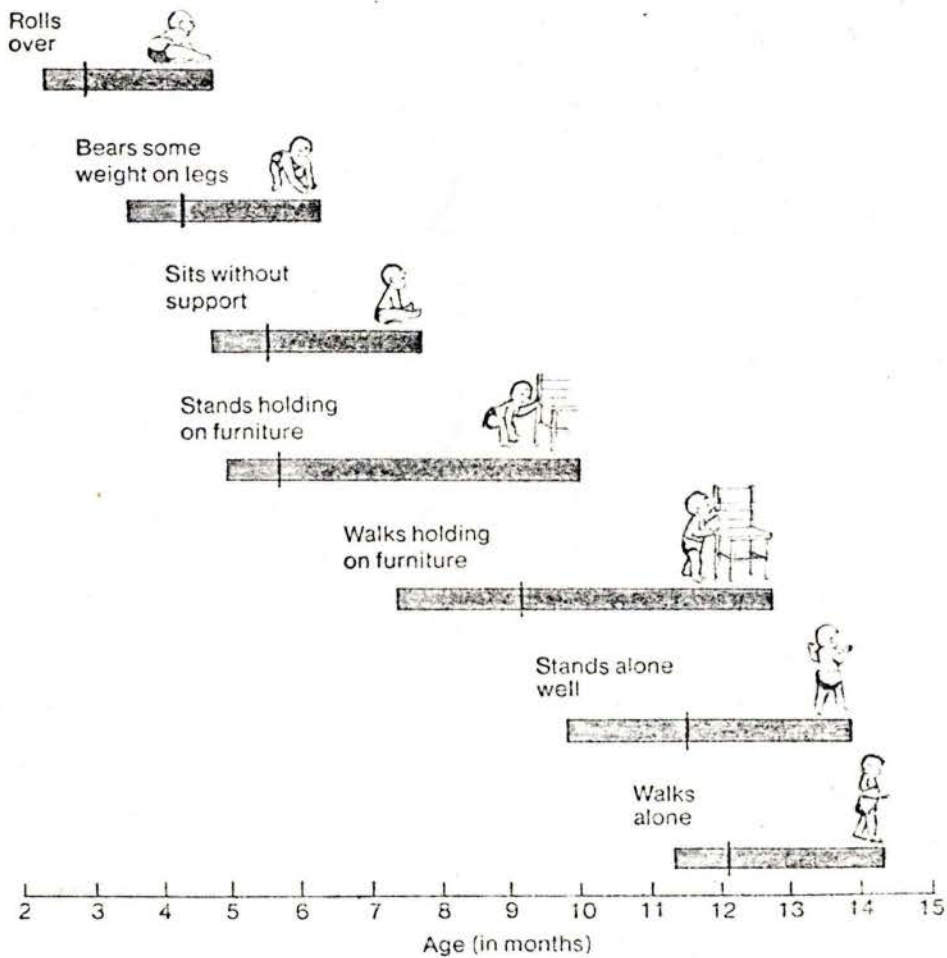 Rolls
over
Bears some
weight on legs
Sits without
support
Stands holding
on furniture
Walks holding
on furniture
Stands alone
well
Walks
alone
2 3 4 5 6 7 8 9 10 11 12 13 14 15
Age (in months)